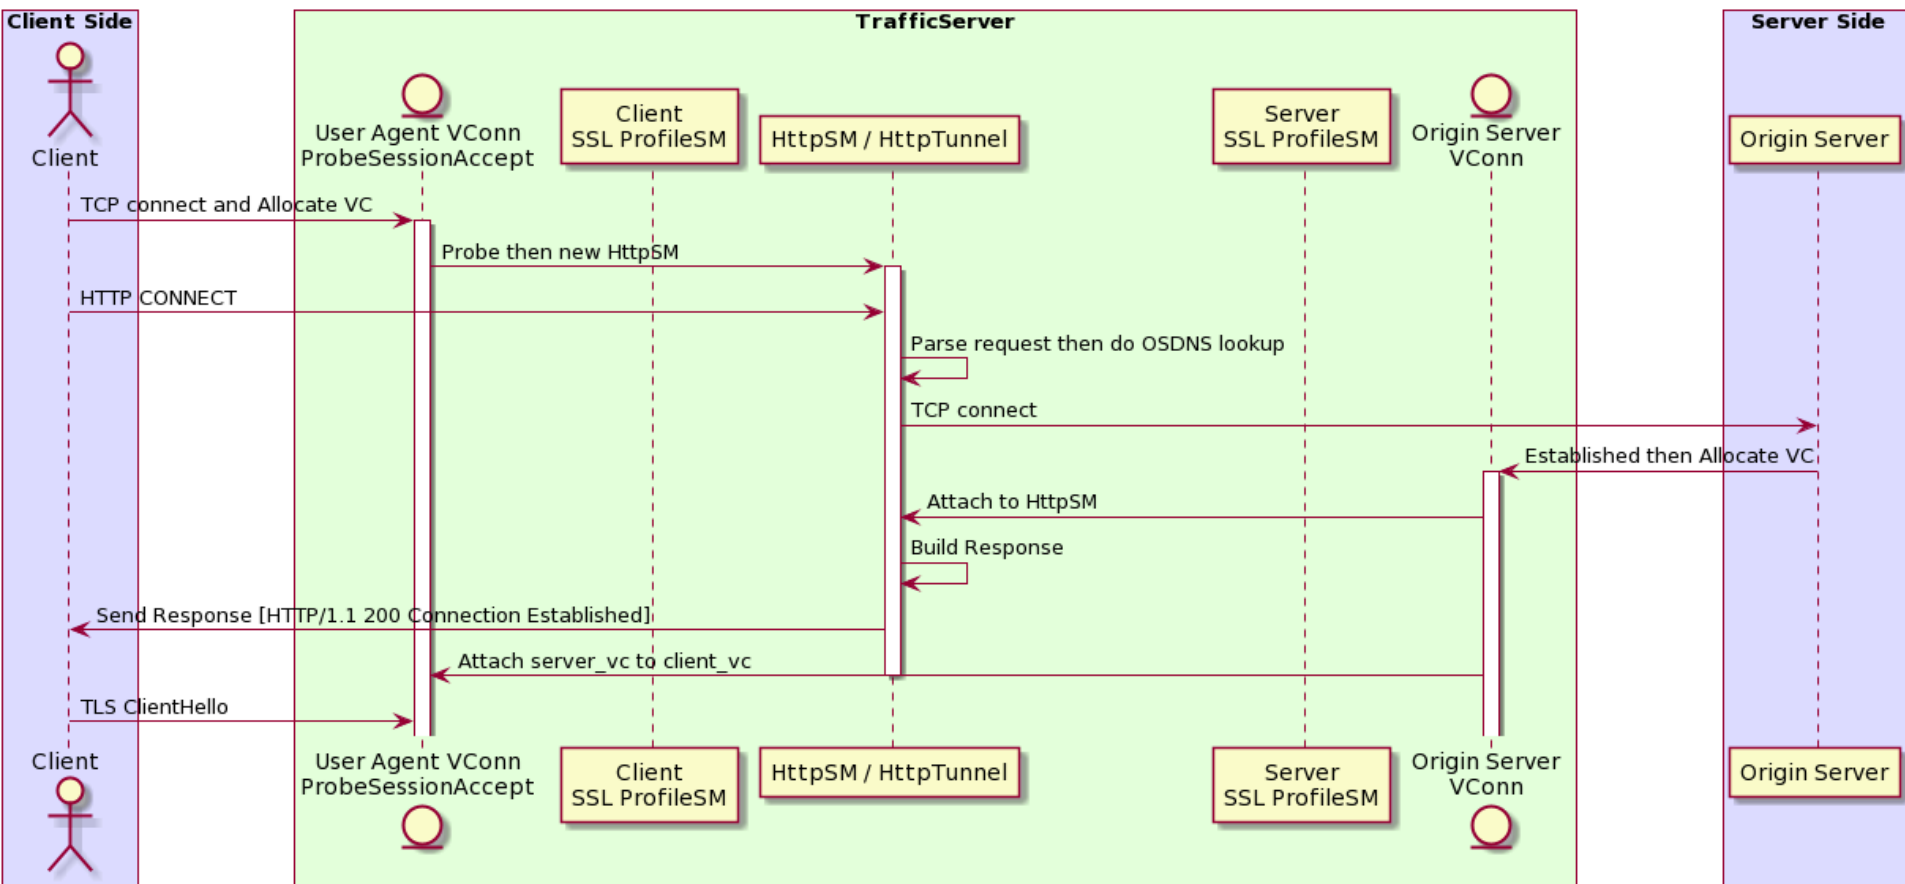 Client Side
TrafficServer
Server Side
Client
User Agent VConn
ProbeSessionAccept
Client
SSL ProfileSM
HttpSM / HttpTunnel
Server
SSL ProfileSM
Origin Server
VConn
Origin Server
TCP connect and Allocate VC
Probe then new HttpSM
HTTP CONNECT
Parse request then do OSDNS lookup
TCP connect
Established then Allocate VC
Attach to HttpSM
Build Response
Send Response [HTTP/1.1 200 Connection Established]
Attach server_vc to client_vc
TLS ClientHello
Client
User Agent VConn
ProbeSessionAccept
Client
SSL ProfileSM
HttpSM / HttpTunnel
Server
SSL ProfileSM
Origin Server
VConn
Origin Server